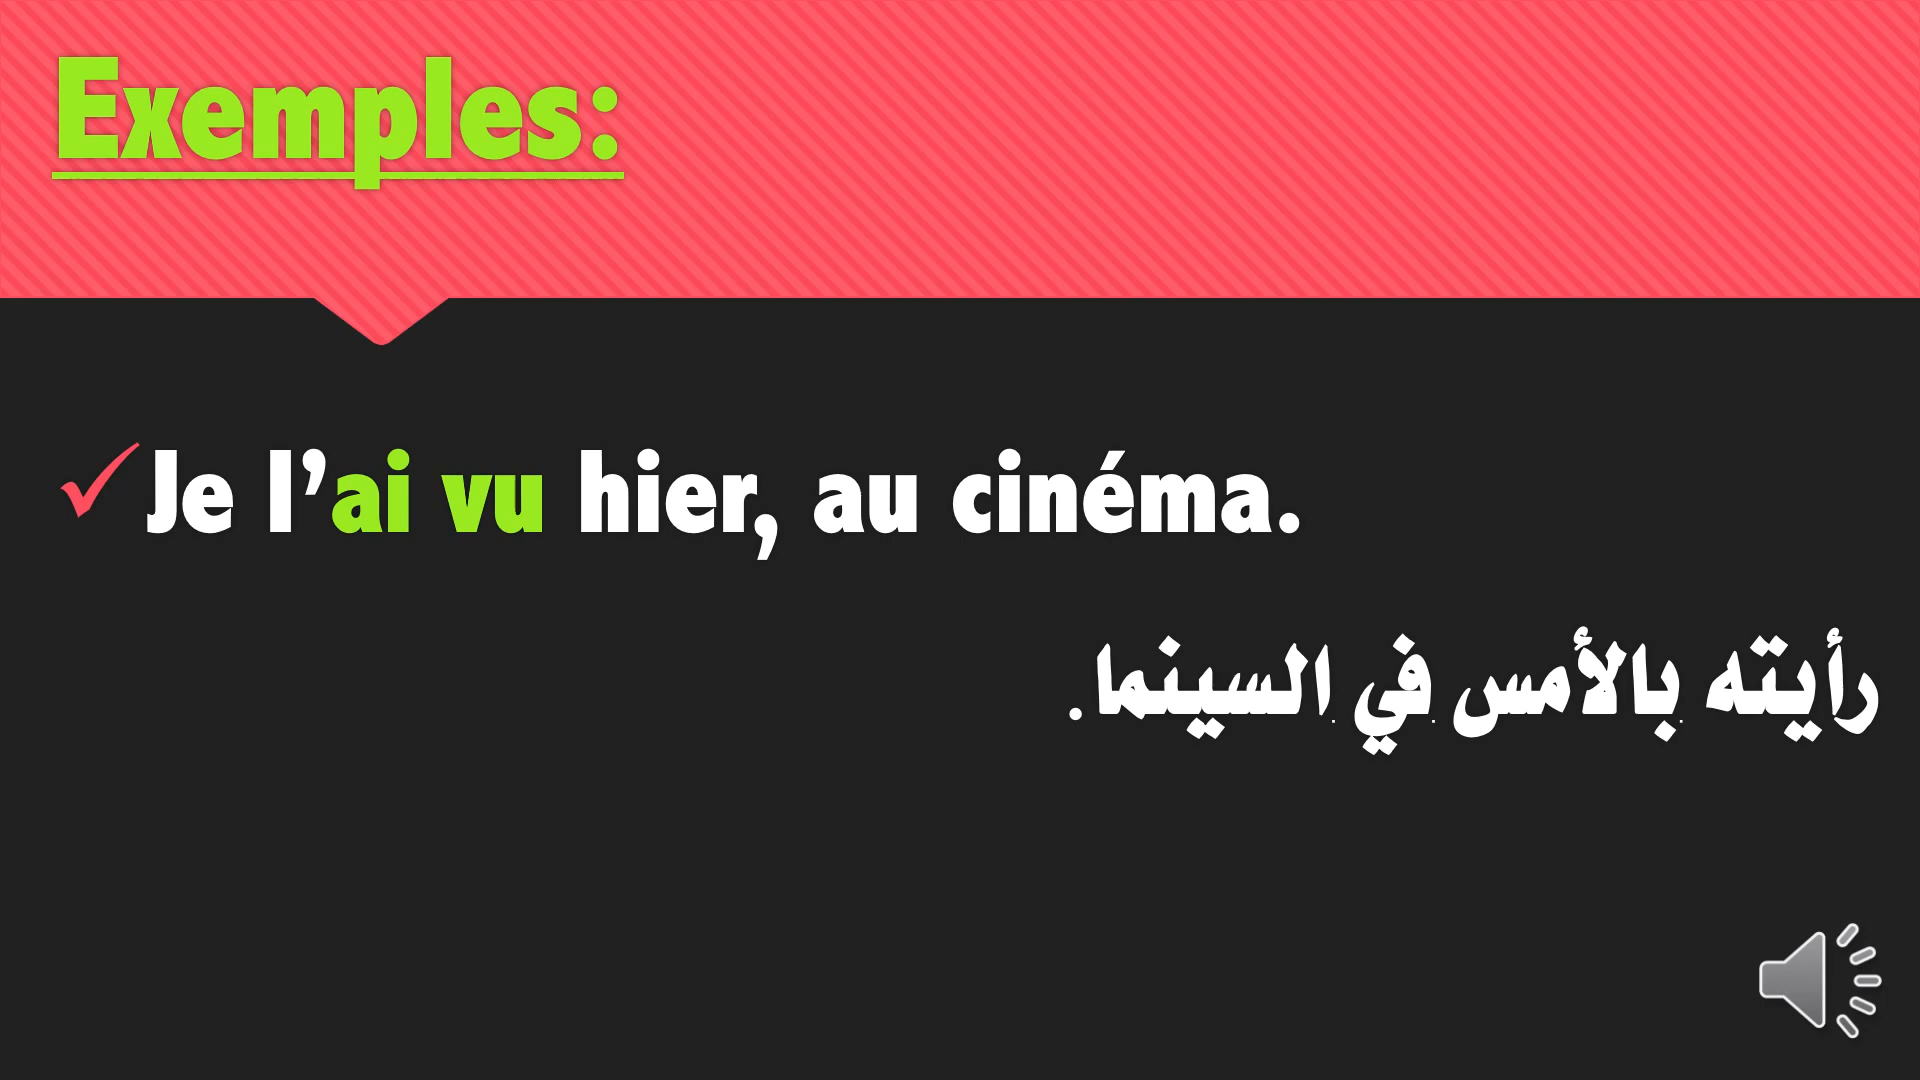 Exemples:
Je l’ai vu hier, au cinéma.
رأيته بالأمس في السينما.